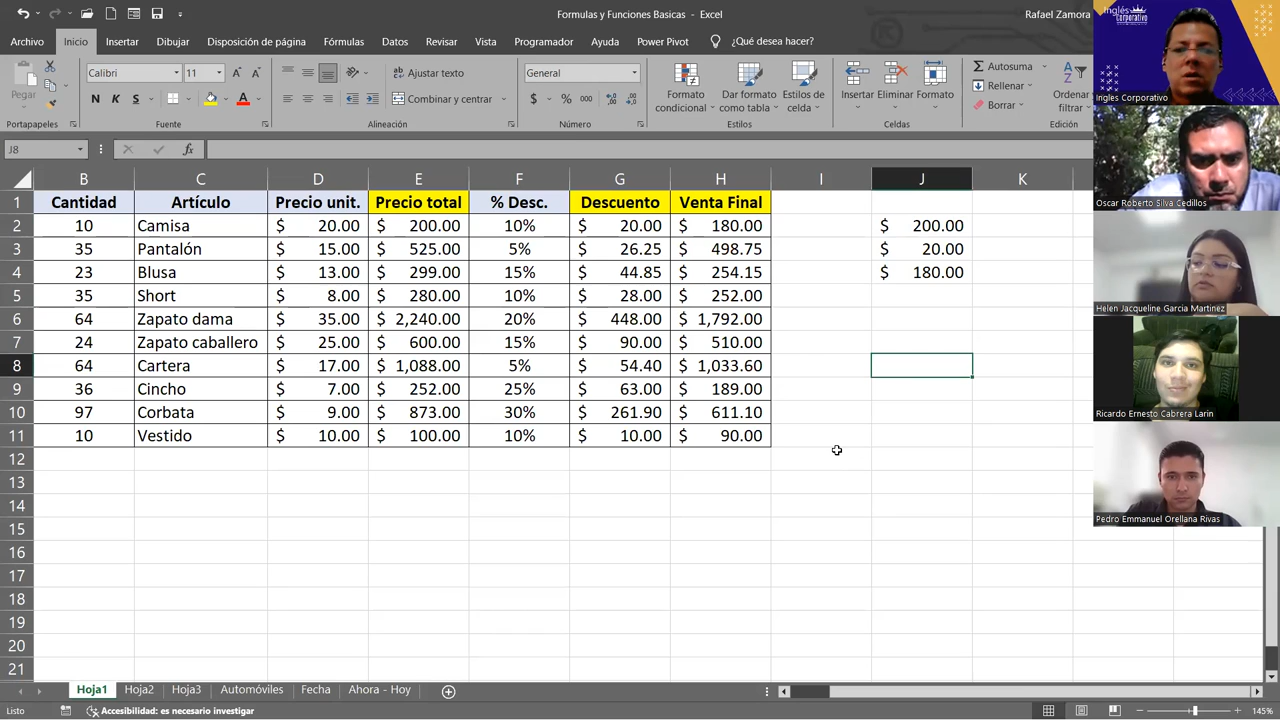 Formulas y Funciones Basicas - Excel
Rafael Zamora
Archivo Inicio Insertar Dibujar Disposición de página Fórmulas Datos Revisar Vista Programador Ayuda Power Pivot ¿Qué desea hacer?
Pegar
Calibri 11
N K S
Ajustar texto
Combinar y centrar
General
$ % 000
Formato condicional
Dar formato como tabla
Estilos de celda
Insertar Eliminar Formato
Autosuma
Rellenar
Borrar
Ordenar
filtrar
Portapapeles Fuente Alineación Número Estilos Celdas Edición
J8 fx
B C D E F G H I J K
1 Cantidad Artículo Precio unit. Precio total % Desc. Descuento Venta Final
2 10 Camisa $ 20.00 $ 200.00 10% $ 20.00 $ 180.00 $ 200.00
3 35 Pantalón $ 15.00 $ 525.00 5% $ 26.25 $ 498.75 $ 20.00
4 23 Blusa $ 13.00 $ 299.00 15% $ 44.85 $ 254.15 $ 180.00
5 35 Short $ 8.00 $ 280.00 10% $ 28.00 $ 252.00
6 64 Zapato dama $ 35.00 $ 2,240.00 20% $ 448.00 $ 1,792.00
7 24 Zapato caballero $ 25.00 $ 600.00 15% $ 90.00 $ 510.00
8 64 Cartera $ 17.00 $ 1,088.00 5% $ 54.40 $ 1,033.60
9 36 Cincho $ 7.00 $ 252.00 25% $ 63.00 $ 189.00
10 97 Corbata $ 9.00 $ 873.00 30% $ 261.90 $ 611.10
11 10 Vestido $ 10.00 $ 100.00 10% $ 10.00 $ 90.00
12
13
14
15
16
17
18
19
20
21
Hoja1 Hoja2 Hoja3 Automóviles Fecha Ahora - Hoy
Listo Accesibilidad: es necesario investigar 145%
Inglés
Corporativo
Ingles Corporativo
Oscar Roberto Silva Cedillos
Helen Jacqueline Garcia Martinez
Ricardo Ernesto Cabrera Larin
Pedro Emmanuel Orellana Rivas